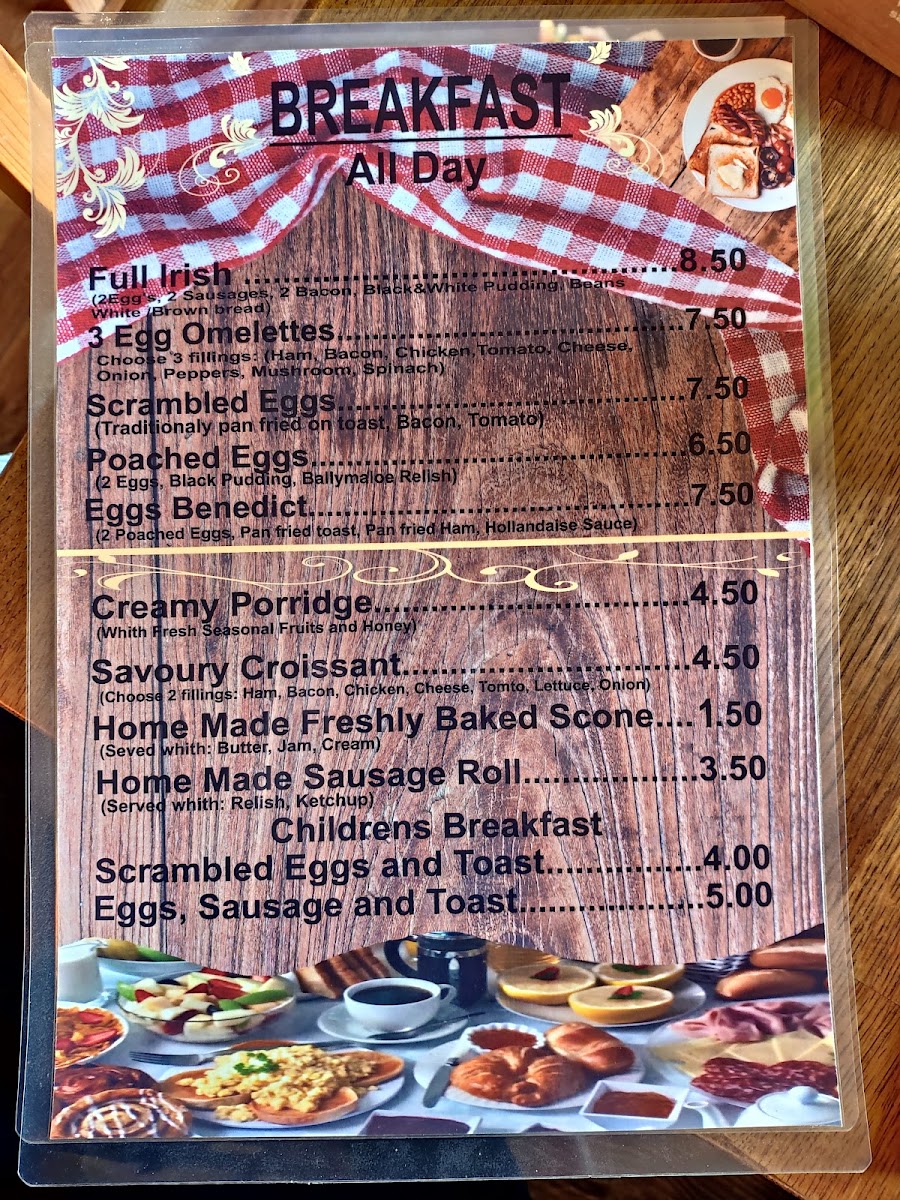 BREAKFAST
All Day
Full Irish ................................................8.50
(2Egg's, 2 Sausages, 2 Bacon, Black&White Pudding, Beans
White /Brown bread)
3 Egg Omelettes.......................................7.50
Choose 3 fillings: (Ham, Bacon, Chicken,Tomato, Cheese,
Onion, Peppers, Mushroom, Spinach)
Scrambled Eggs.......................................7.50
(Traditionaly pan fried on toast, Bacon, Tomato)
Poached Eggs..........................................6.50
(2 Eggs, Black Pudding, Ballymaloe Relish)
Eggs Benedict..........................................7.50
(2 Poached Eggs, Pan fried toast, Pan fried Ham, Hollandaise Sauce)
Creamy Porridge...................................4.50
(Whith Fresh Seasonal Fruits and Honey)
Savoury Croissant................................4.50
(Choose 2 fillings: Ham, Bacon, Chicken, Cheese, Tomto, Lettuce, Onion)
Home Made Freshly Baked Scone....1.50
(Seved whith: Butter, Jam, Cream)
Home Made Sausage Roll..................3.50
(Served whith: Relish, Ketchup)
Childrens Breakfast
Scrambled Eggs and Toast................4.00
Eggs, Sausage and Toast...................5.00